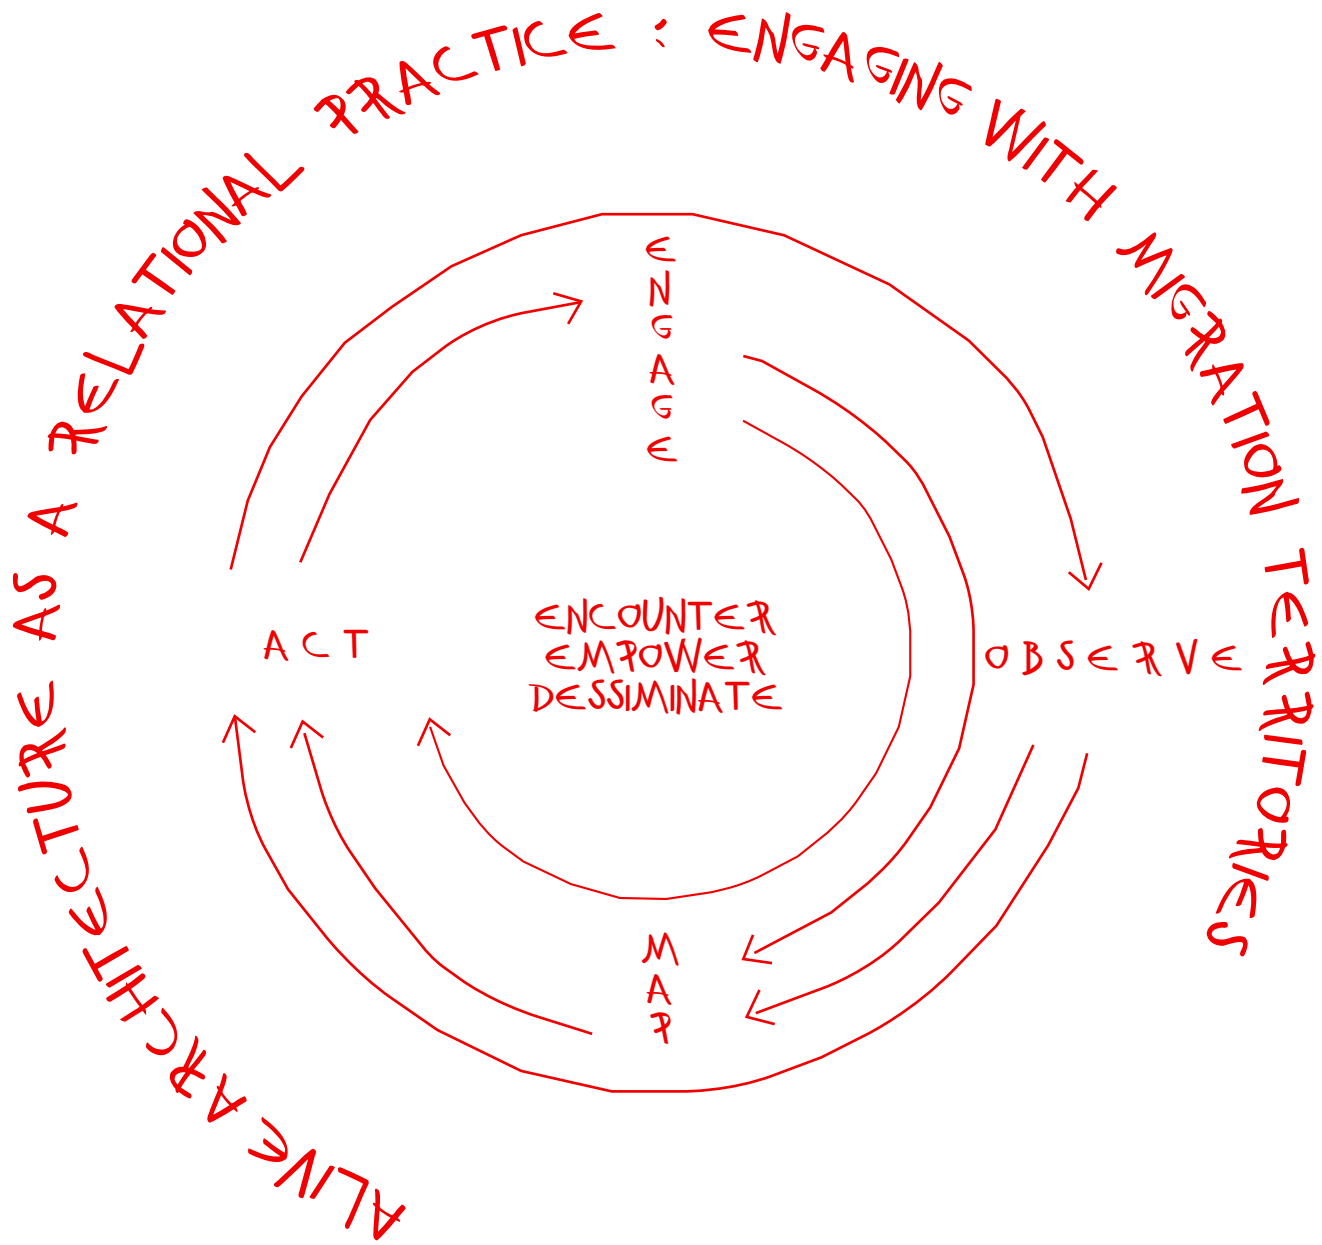 ALIVE ARCHITECTURE AS A RELATIONAL PRACTICE : ENGAGING WITH MIGRATION TERRITORIES
ENGAGE
ACT
ENCOUNTER
EMPOWER
DESSIMINATE
OBSERVE
MAP